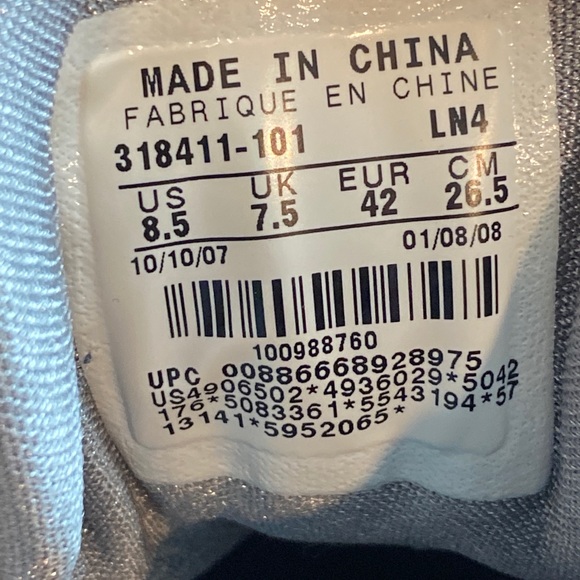 MADE IN CHINA
FABRIQUE EN CHINE
318411-101 LN4
US UK EUR CM
8.5 7.5 42 26.5
10/10/07 01/08/08
100988760
UPC 00886668928975
US4906502*4936029*5042
176*5083361*5543194*57
13141*5952065*